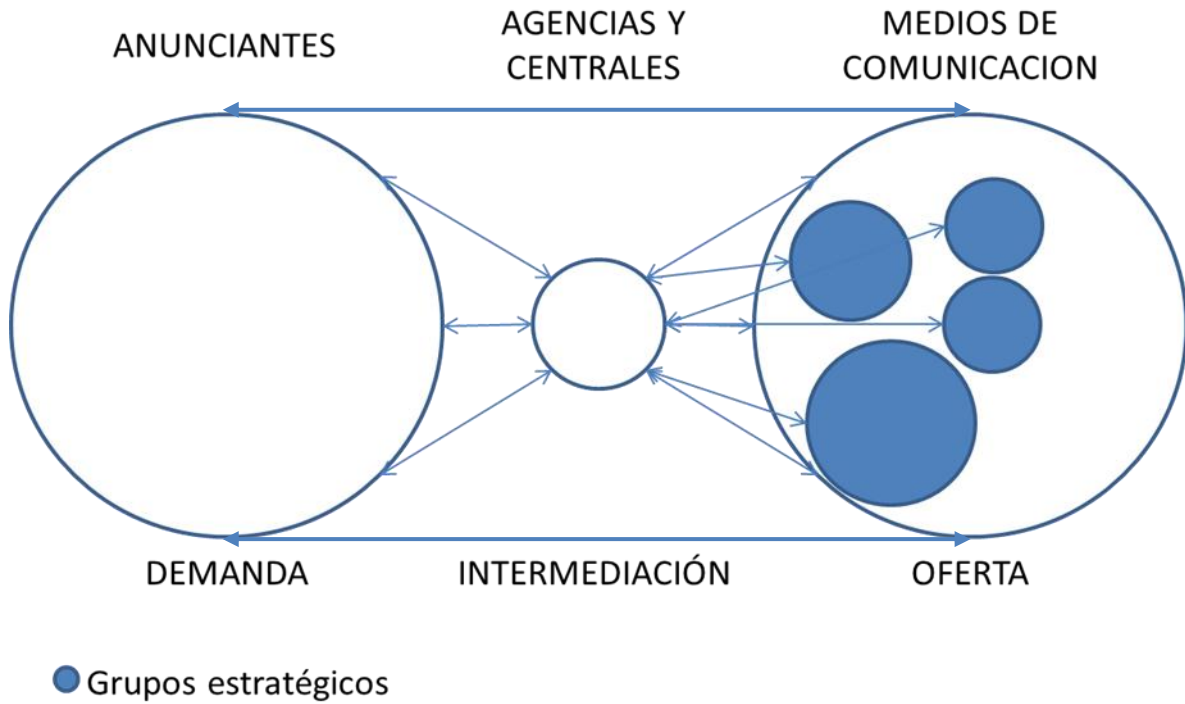 ANUNCIANTES
AGENCIAS Y
CENTRALES
MEDIOS DE
COMUNICACION
DEMANDA
INTERMEDIACIÓN
OFERTA
Grupos estratégicos